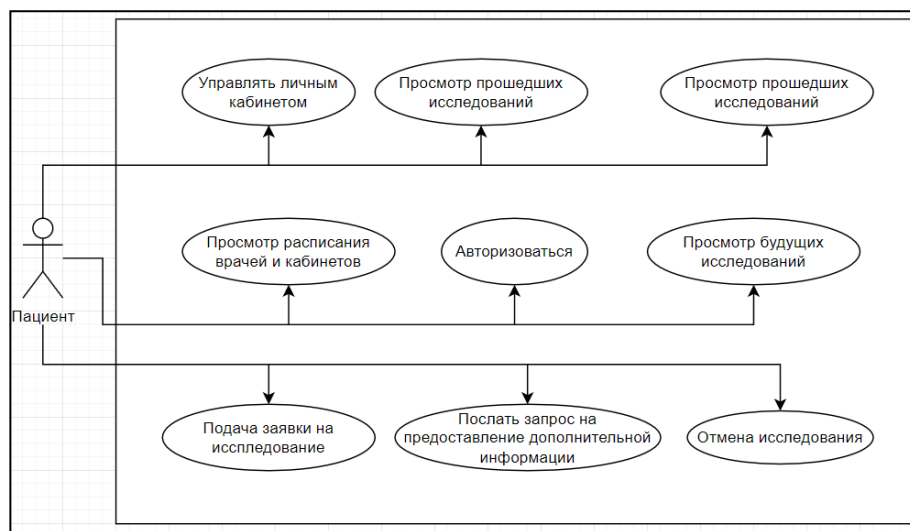 Управлять личным
кабинетом
Просмотр прошедших
исследований
Просмотр прошедших
исследований
Просмотр расписания
врачей и кабинетов
Авторизоваться
Просмотр будущих
исследований
Пациент
Подача заявки на
исспледование
Послать запрос на
предоставление дополнительной
информации
Отмена исследования